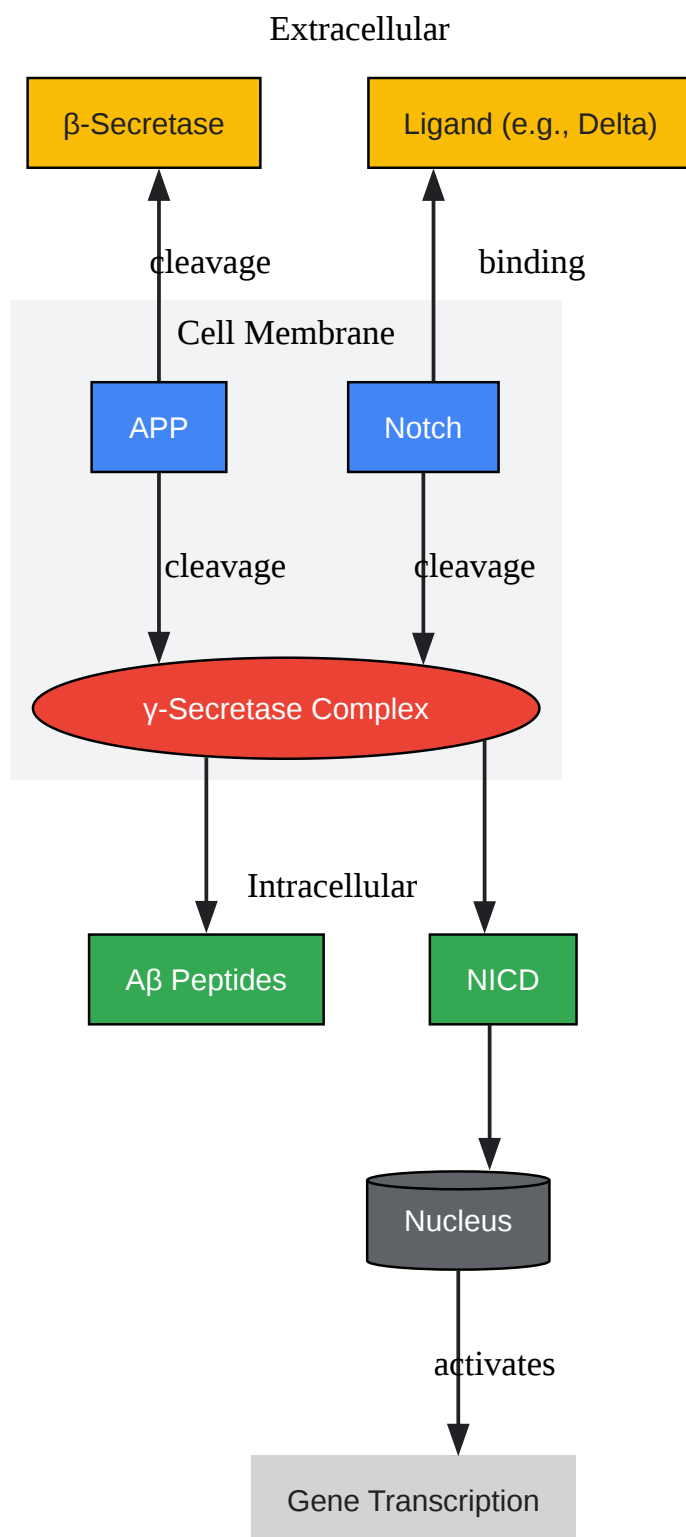 Extracellular
β-Secretase
Ligand (e.g., Delta)
cleavage
binding
Cell Membrane
APP
Notch
cleavage
cleavage
γ-Secretase Complex
Intracellular
Aβ Peptides
NICD
Nucleus
activates
Gene Transcription